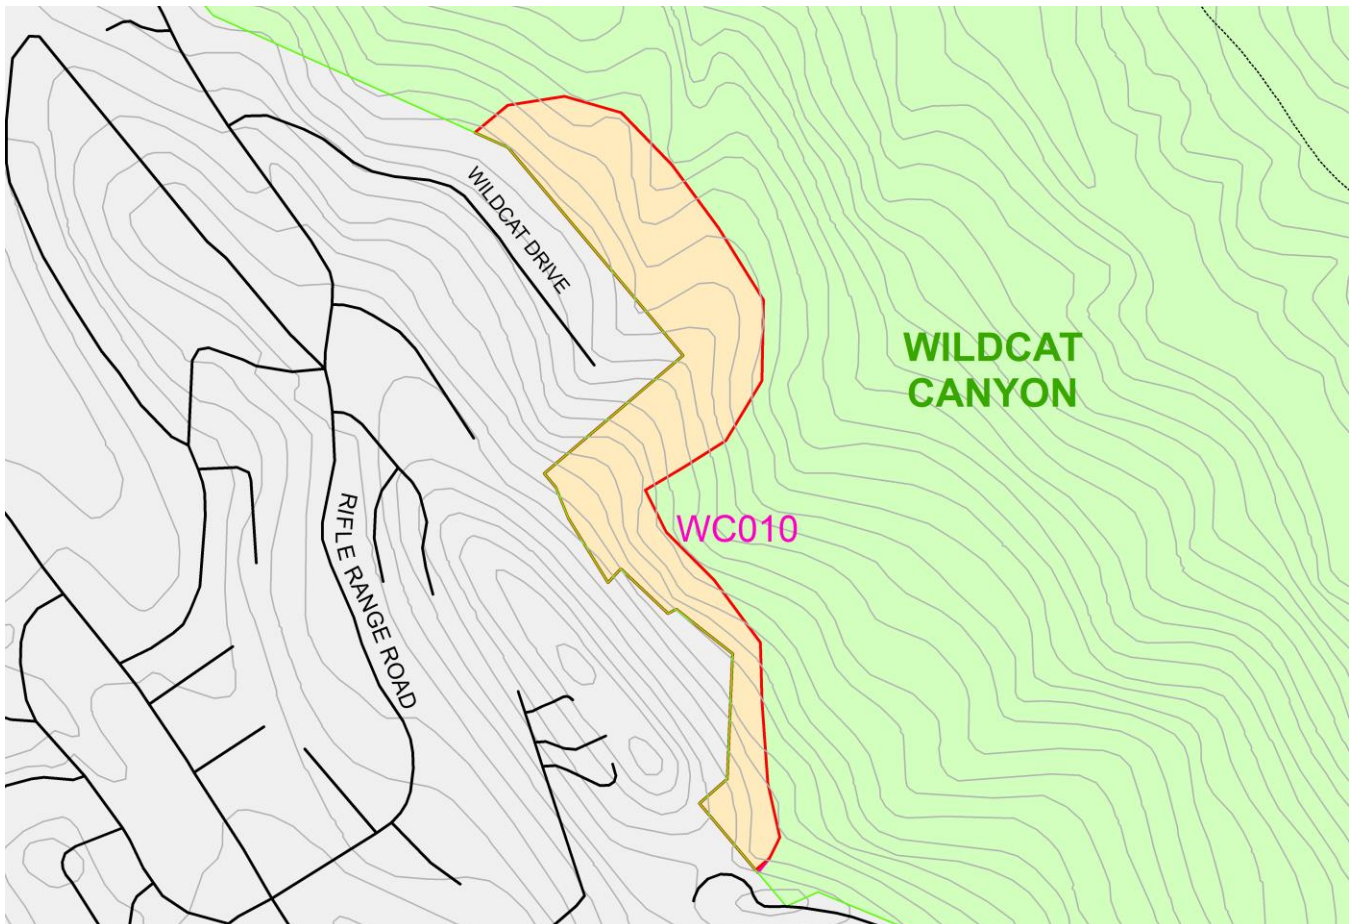 WILDCAT DRIVE
WILDCAT
CANYON
WC010
RIFLE RANGE ROAD